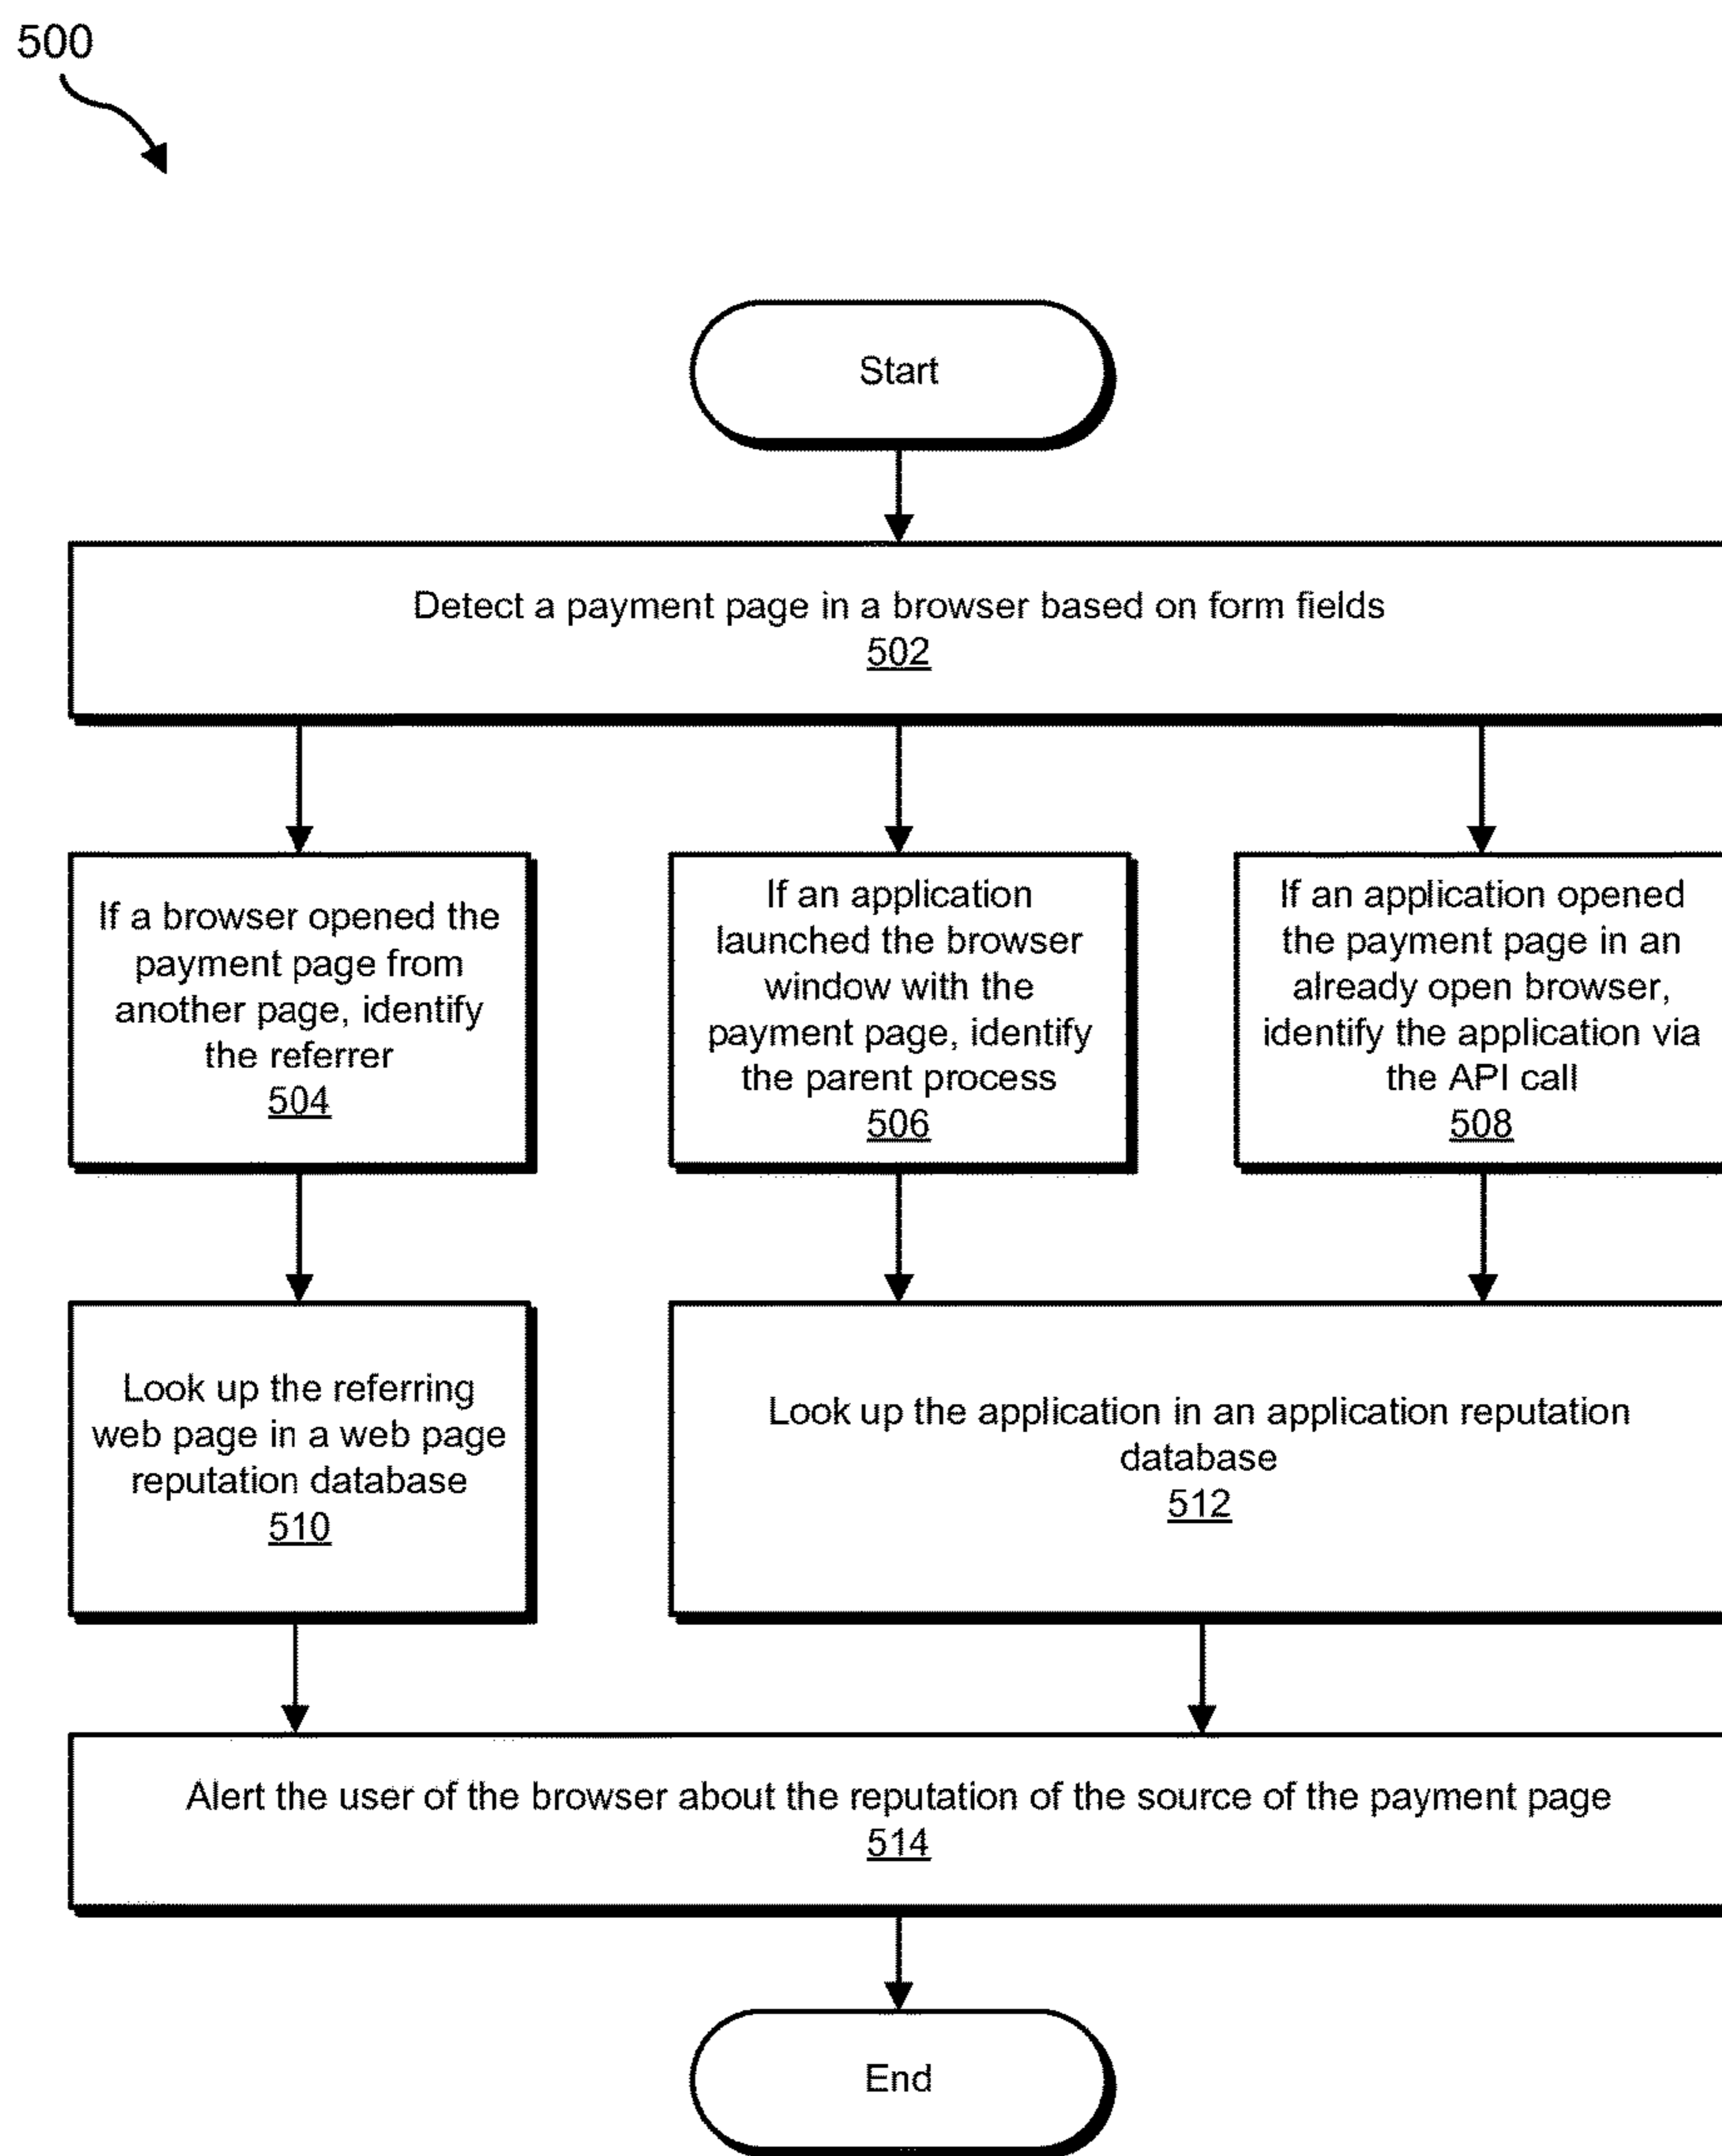 500
Start
Detect a payment page in a browser based on form fields
502
If a browser opened the
payment page from
another page, identify
the referrer
504
If an application
launched the browser
window with the
payment page, identify
the parent process
506
If an application opened
the payment page in an
already open browser,
identify the application via
the API call
508
Look up the referring
web page in a web page
reputation database
510
Look up the application in an application reputation
database
512
Alert the user of the browser about the reputation of the source of the payment page
514
End